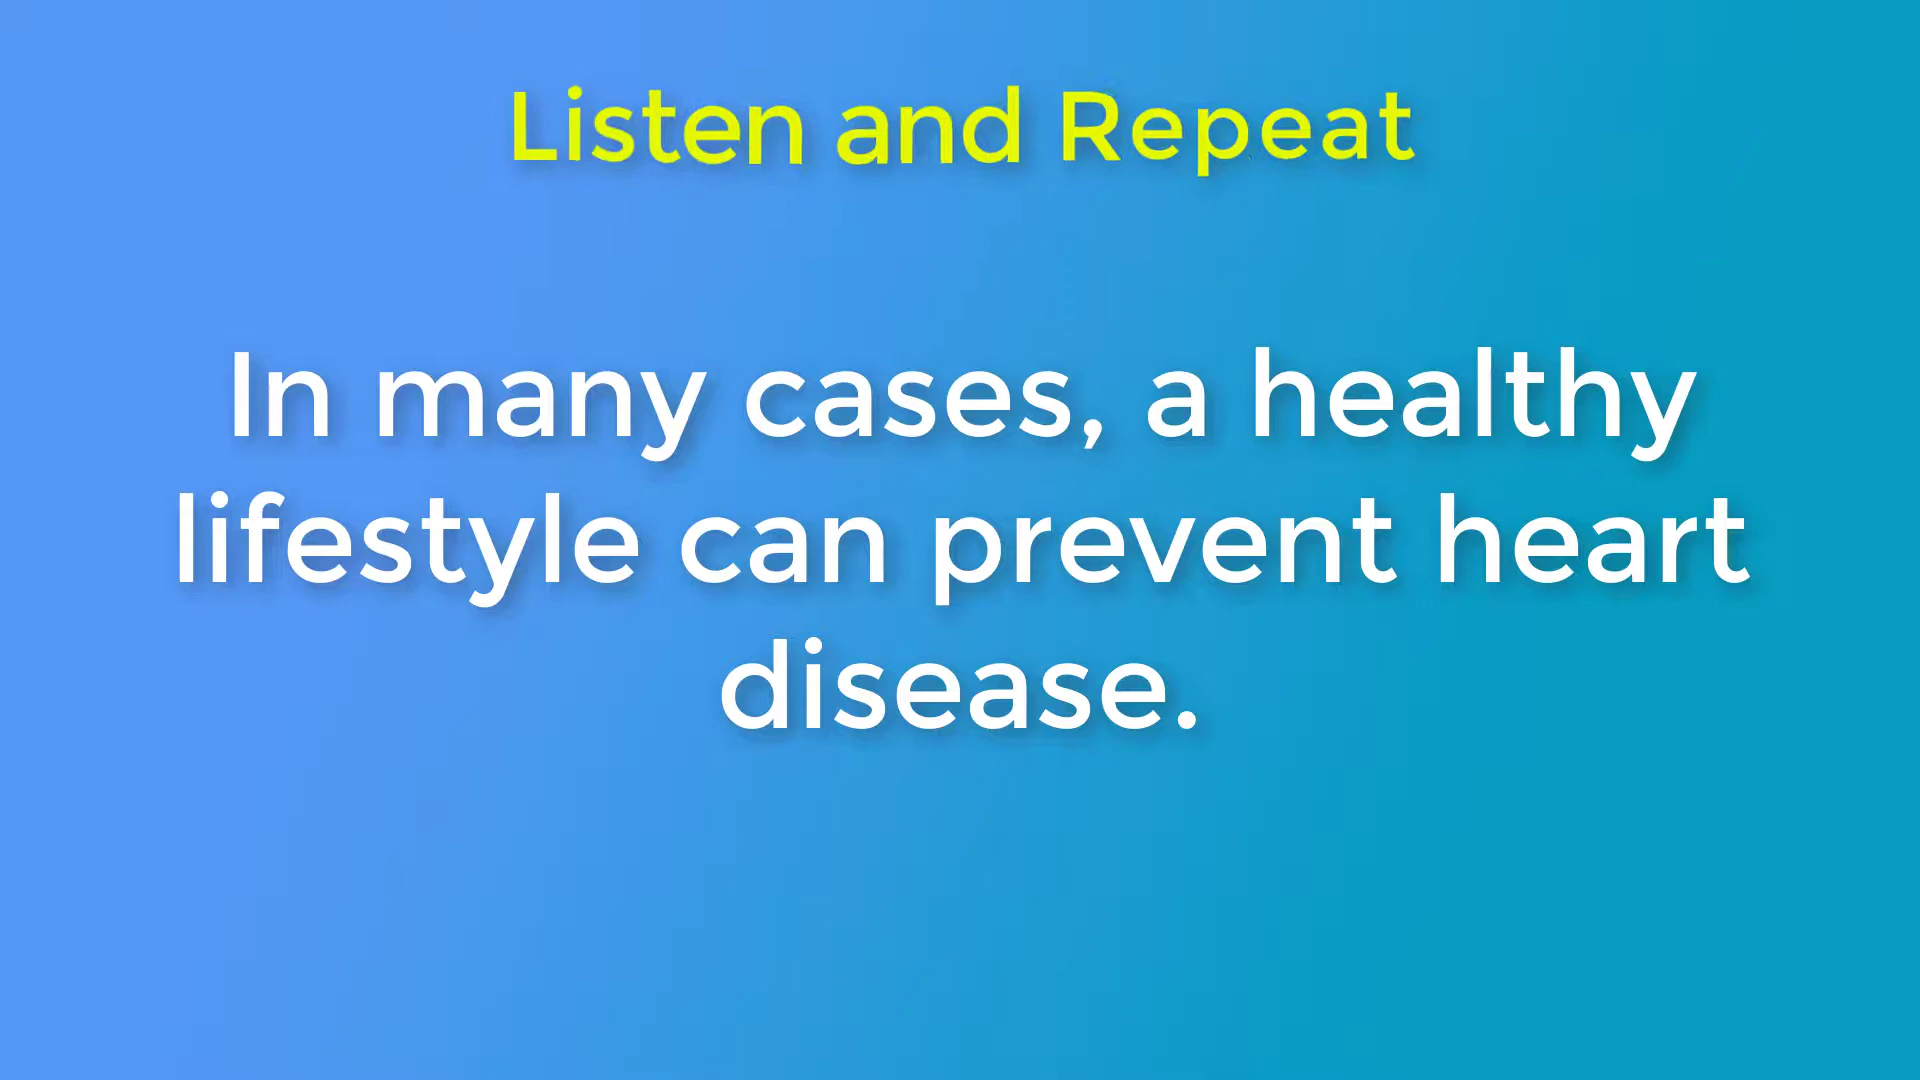 Listen and Repeat
In many cases, a healthy
lifestyle can prevent heart
disease.